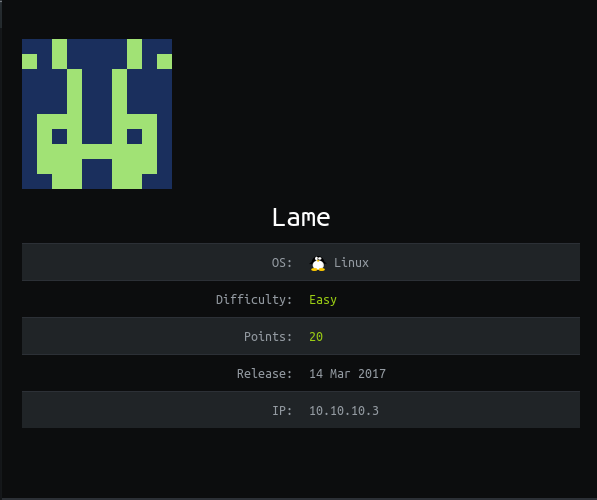 Lame
OS: Linux
Difficulty: Easy
Points: 20
Release: 14 Mar 2017
IP: 10.10.10.3